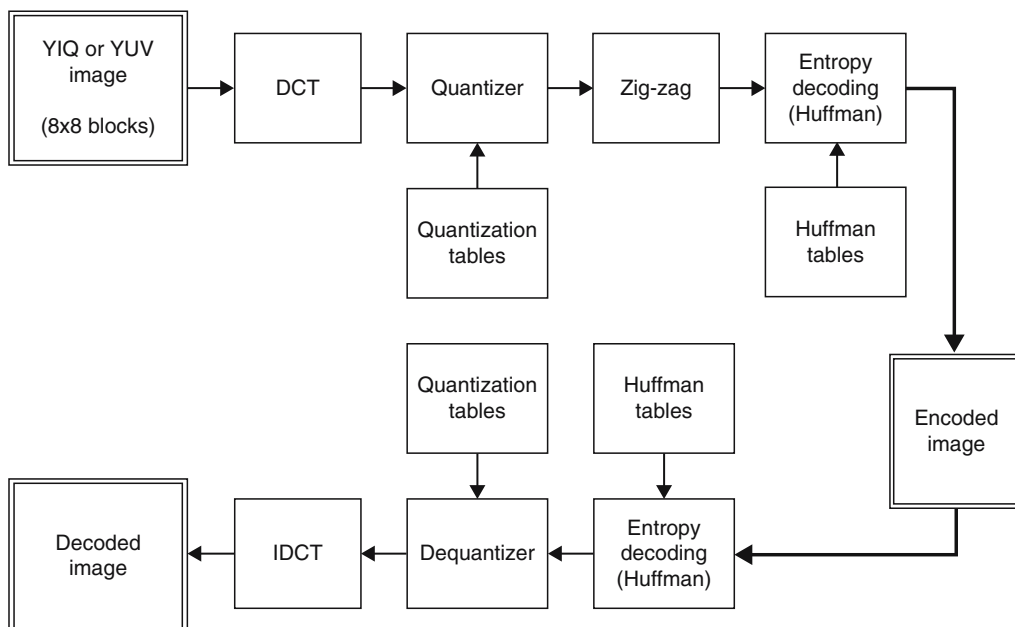 YIQ or YUV
image
(8x8 blocks)
DCT
Quantizer
Zig-zag
Entropy
decoding
(Huffman)
Quantization
tables
Huffman
tables
Quantization
tables
Huffman
tables
Encoded
image
Decoded
image
IDCT
Dequantizer
Entropy
decoding
(Huffman)